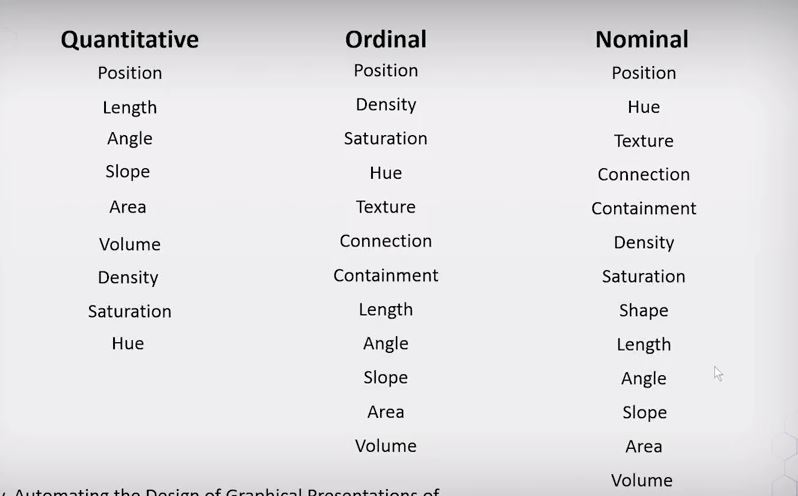 Quantitative
Position
Length
Angle
Slope
Area
Volume
Density
Saturation
Hue
Ordinal
Position
Density
Saturation
Hue
Texture
Connection
Containment
Length
Angle
Slope
Area
Volume
Nominal
Position
Hue
Texture
Connection
Containment
Density
Saturation
Shape
Length
Angle
Slope
Area
Volume
Automating the Design of Graphical Presentations of